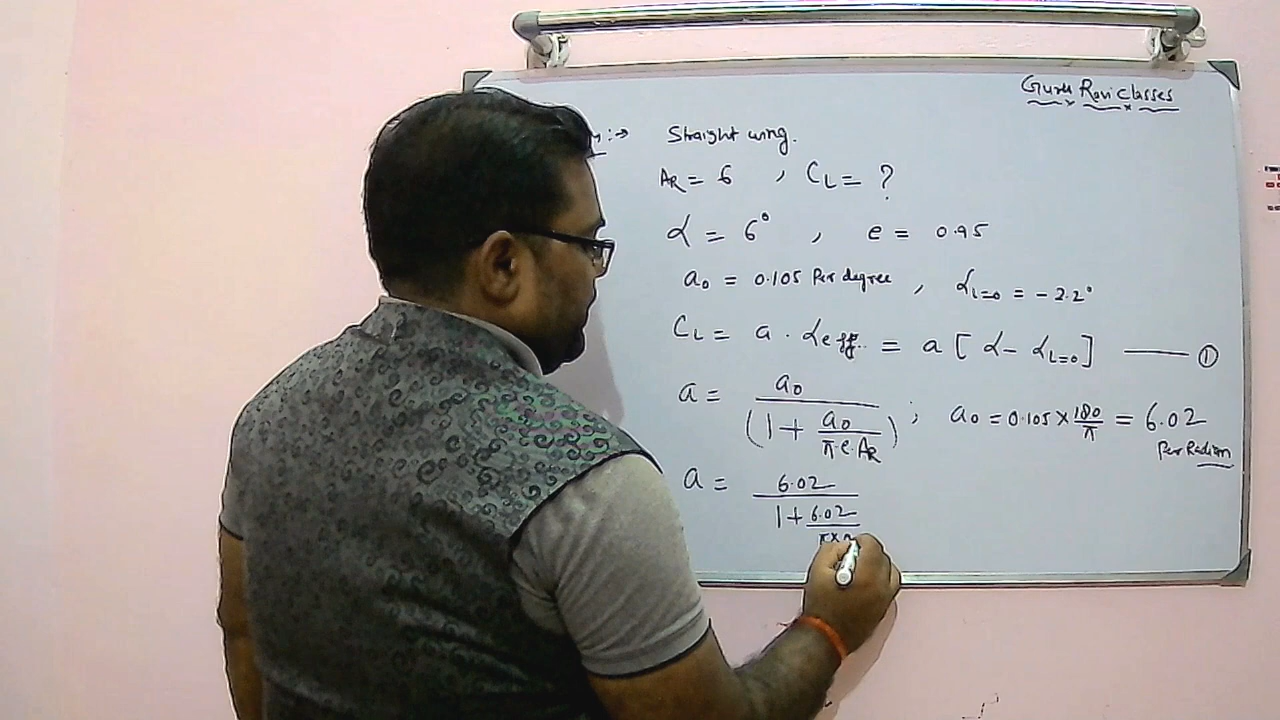 Guru Ravi classes
:→ Straight wing.
AR = 6 , CL = ?
α = 6° , e = 0.95
a₀ = 0.105 Per degree , αL=0 = -2.2°
CL = a · αeff. = a [ α - αL=0 ] —— ①
a = a₀ / (1 + a₀ / π.e.AR) ; a₀ = 0.105 × 180/π = 6.02
Per Radian
a = 6.02 / 1 + 6.02 / π×